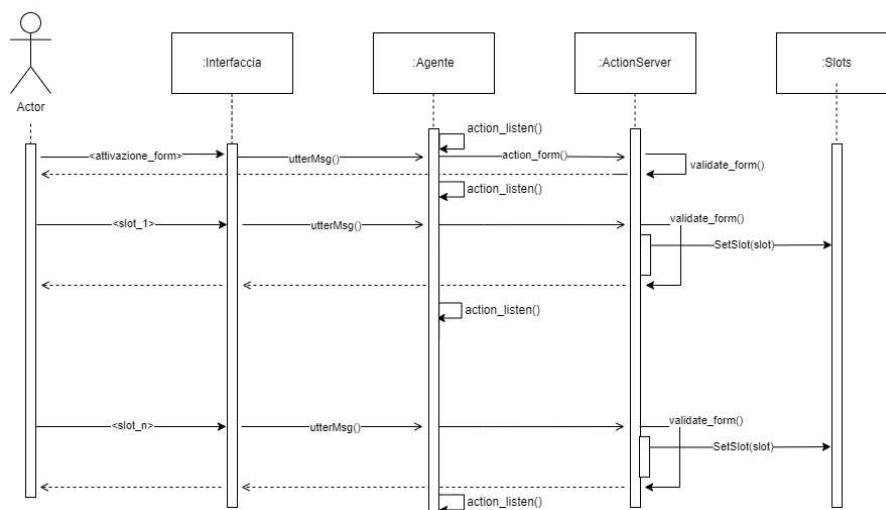 :Interfaccia
:Agente
:ActionServer
:Slots
Actor
action_listen()
<attivazione_form>
utterMsg()
action_form()
validate_form()
action_listen()
<slot_1>
utterMsg()
validate_form()
SetSlot(slot)
action_listen()
<slot_n>
utterMsg()
validate_form()
SetSlot(slot)
action_listen()